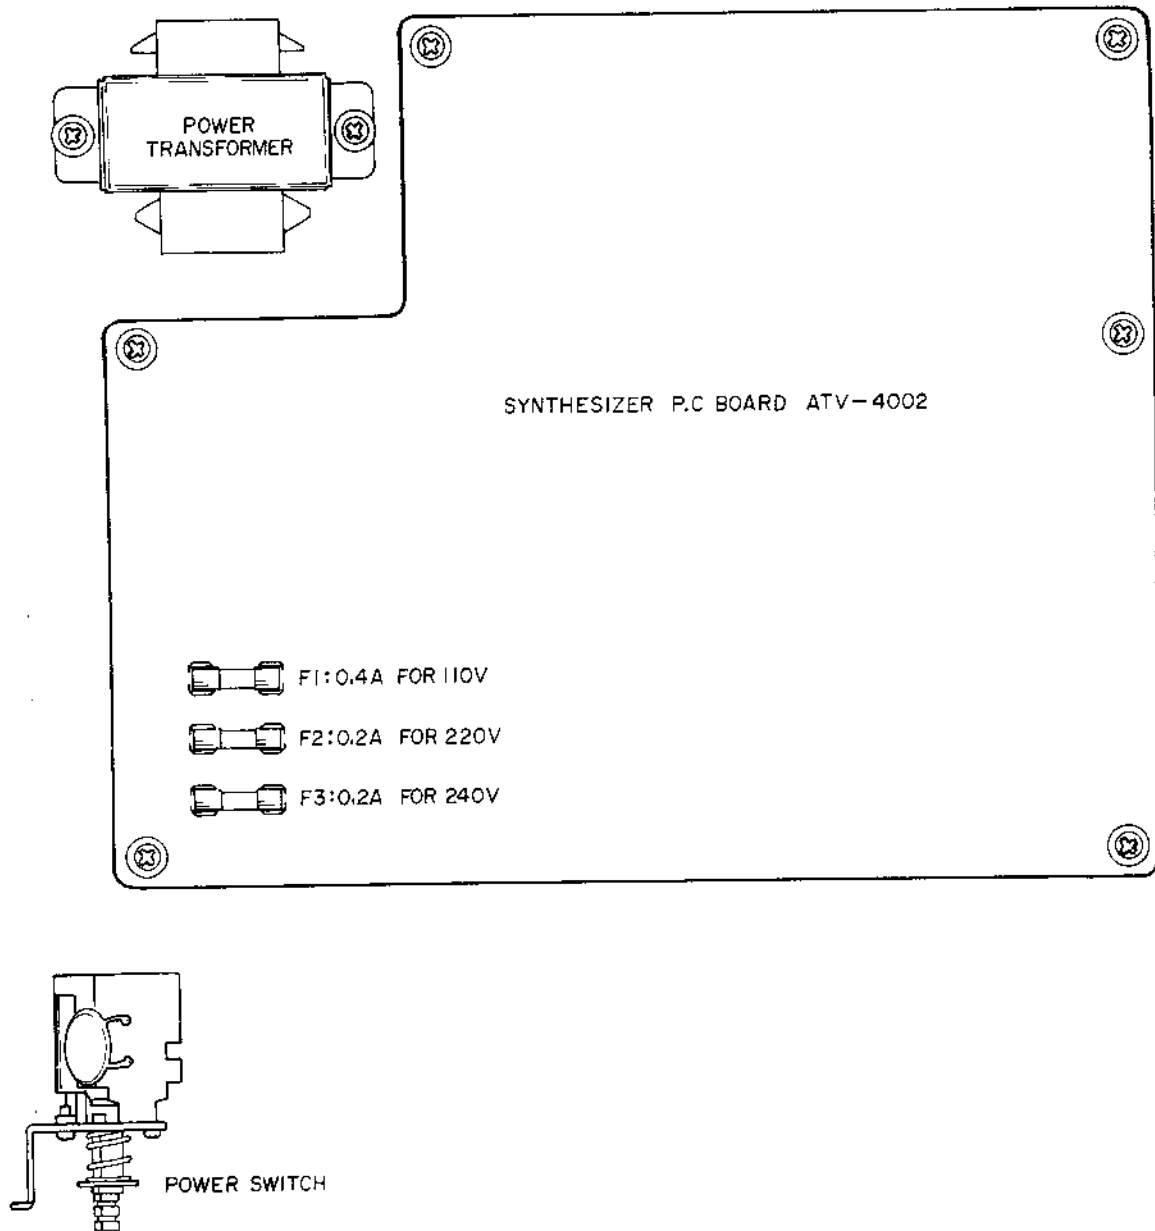 POWER
TRANSFORMER
SYNTHESIZER P.C BOARD ATV-4002
F1:0.4A FOR 110V
F2:0.2A FOR 220V
F3:0.2A FOR 240V
POWER SWITCH